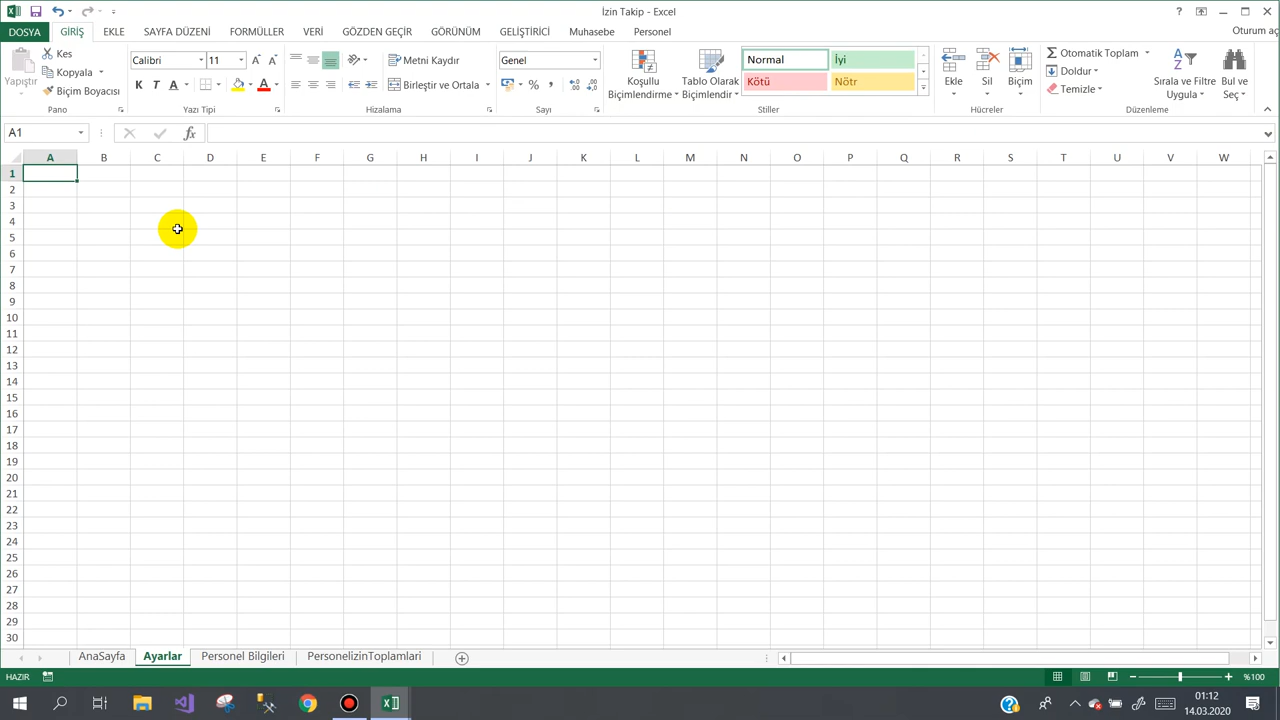 İzin Takip - Excel
?
DOSYA GİRİŞ EKLE SAYFA DÜZENİ FORMÜLLER VERİ GÖZDEN GEÇİR GÖRÜNÜM GELİŞTİRİCİ Muhasebe Personel Oturum aç
Yapıştır
Kes
Kopyala
Biçim Boyacısı
Pano
Calibri 11
K T A
Yazı Tipi
Metni Kaydır
Birleştir ve Ortala
Hizalama
Genel
%
Sayı
Koşullu Biçimlendirme
Tablo Olarak Biçimlendir
Normal İyi
Kötü Nötr
Stiller
Ekle Sil Biçim
Hücreler
Otomatik Toplam
Doldur
Temizle
Sırala ve Filtre Uygula
Bul ve Seç
Düzenleme
A1 fx
A B C D E F G H I J K L M N O P Q R S T U V W
1
2
3
4
5
6
7
8
9
10
11
12
13
14
15
16
17
18
19
20
21
22
23
24
25
26
27
28
29
30
AnaSayfa Ayarlar Personel Bilgileri PersonelizinToplamlari
HAZIR %100
01:12
14.03.2020